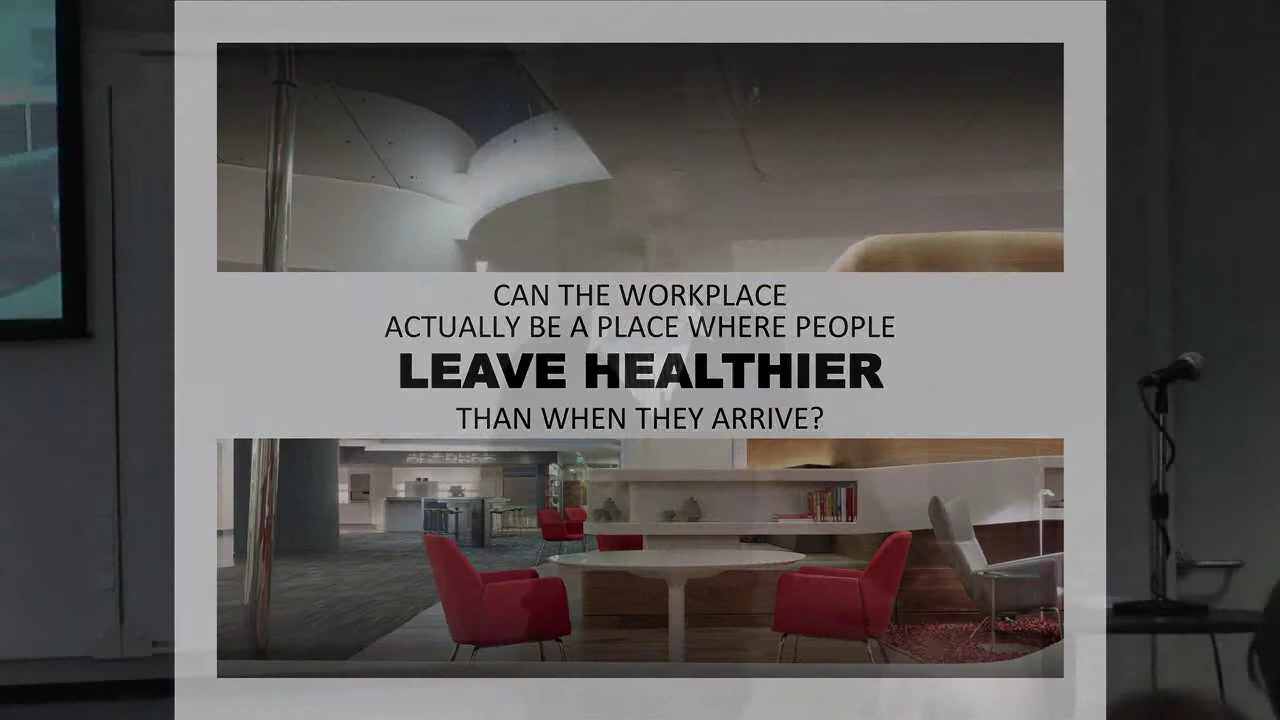 CAN THE WORKPLACE
ACTUALLY BE A PLACE WHERE PEOPLE
LEAVE HEALTHIER
THAN WHEN THEY ARRIVE?